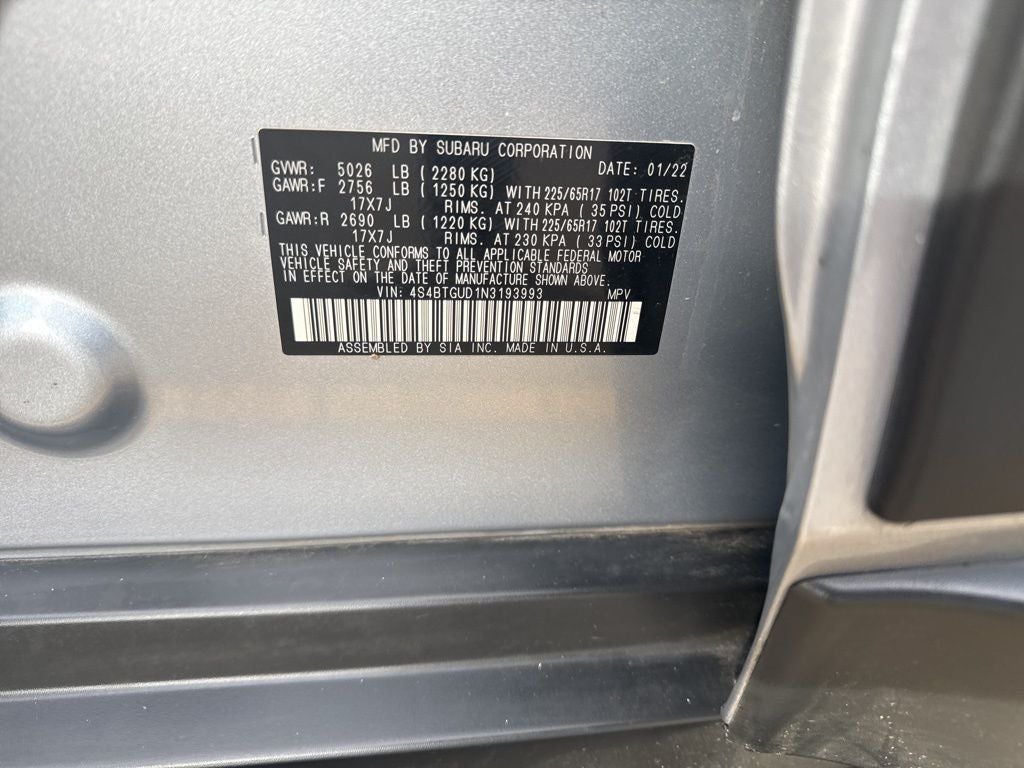 MFD BY SUBARU CORPORATION
GVWR: 5026 LB ( 2280 KG) DATE: 01/22
GAWR:F 2756 LB ( 1250 KG) WITH 225/65R17 102T TIRES.
17X7J RIMS. AT 240 KPA ( 35 PSI) COLD
GAWR:R 2690 LB ( 1220 KG) WITH 225/65R17 102T TIRES.
17X7J RIMS. AT 230 KPA ( 33 PSI) COLD
THIS VEHICLE CONFORMS TO ALL APPLICABLE FEDERAL MOTOR
VEHICLE SAFETY AND THEFT PREVENTION STANDARDS
IN EFFECT ON THE DATE OF MANUFACTURE SHOWN ABOVE.
VIN: 4S4BTGUD1N3193993 MPV
ASSEMBLED BY SIA INC. MADE IN U.S.A.